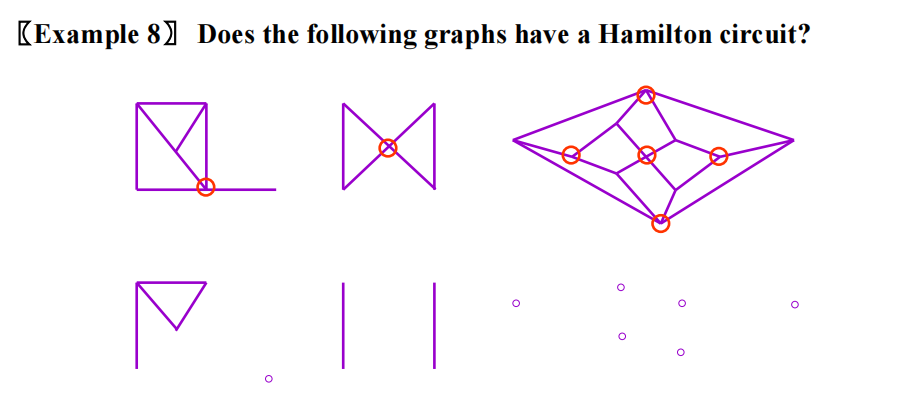 〖Example 8〗 Does the following graphs have a Hamilton circuit?